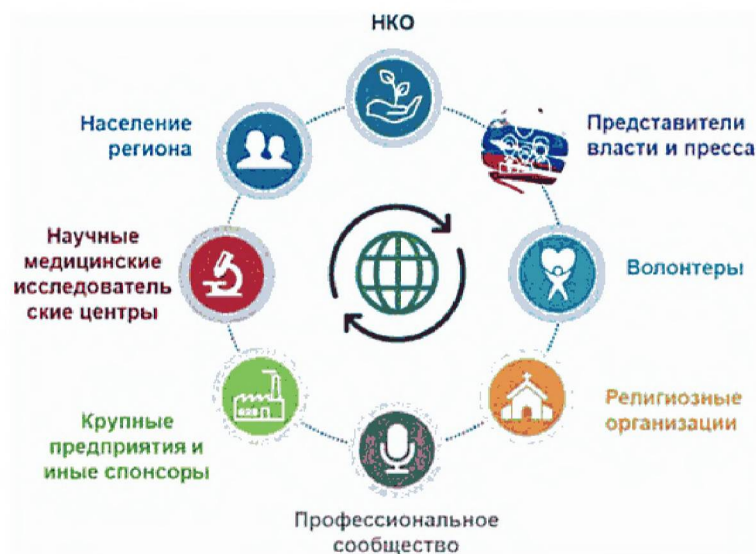 НКО
Представители
власти и пресса
Волонтеры
Религиозные
организации
Профессиональное
сообщество
Крупные
предприятия и
иные спонсоры
Научные
медицинские
исследователь
ские центры
Население
региона